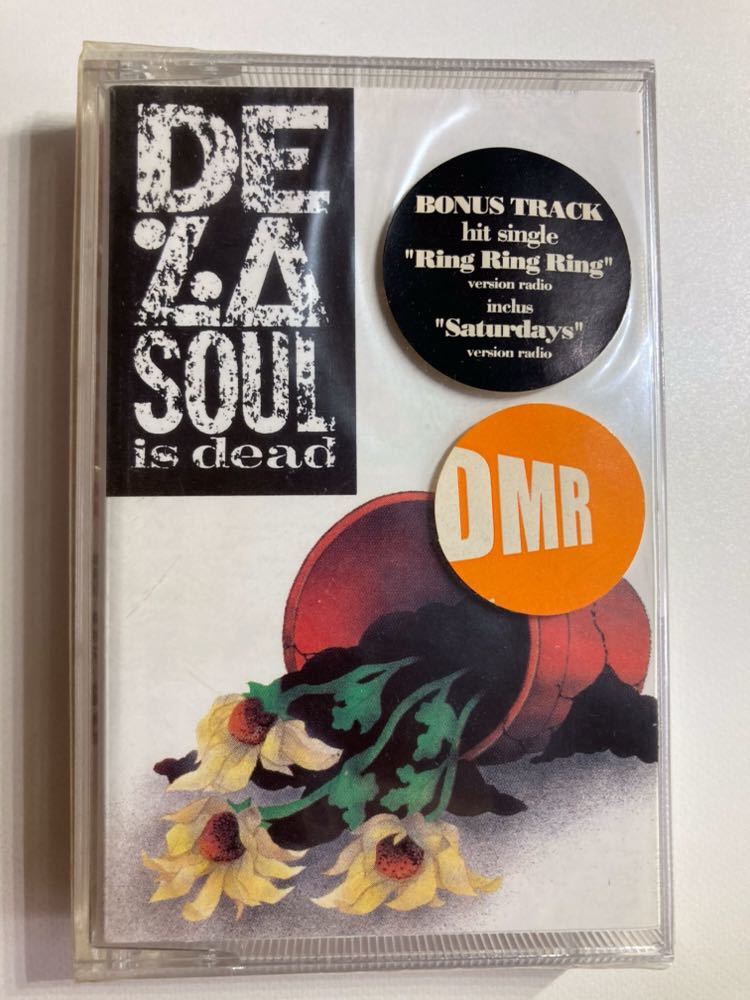 DE
LA
SOUL
is dead
BONUS TRACK
hit single
"Ring Ring Ring"
version radio
inclus
"Saturdays"
version radio
DMR